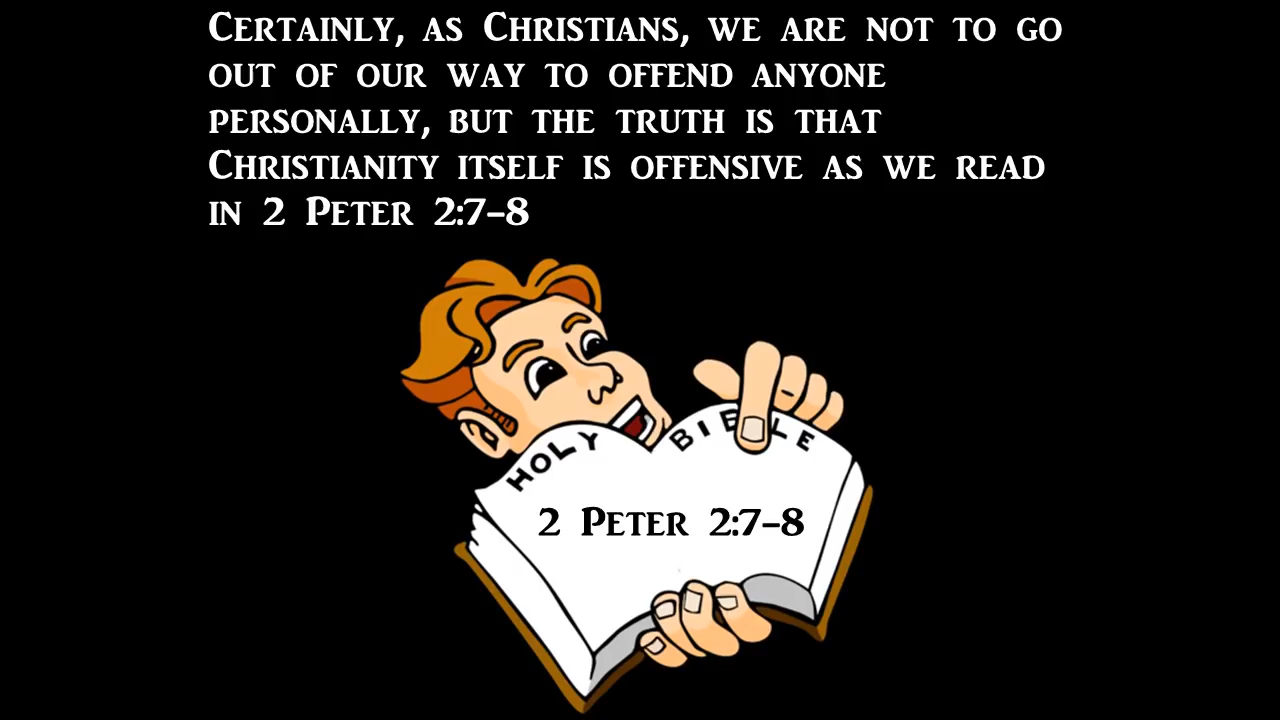 Certainly, as Christians, we are not to go
out of our way to offend anyone
personally, but the truth is that
Christianity itself is offensive as we read
in 2 Peter 2:7-8
HOLY BIBLE
2 Peter 2:7-8